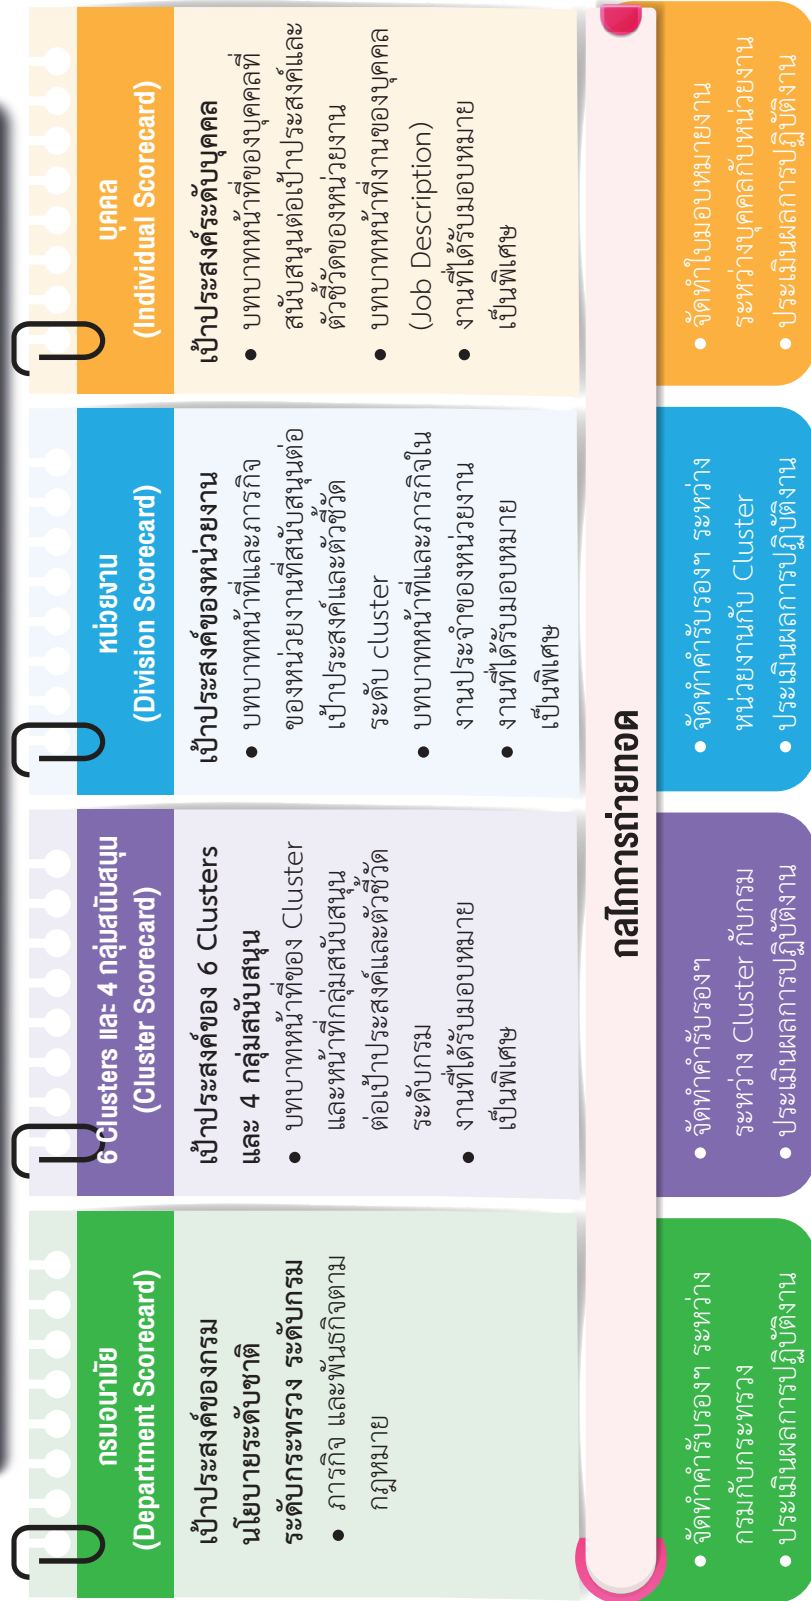 กรมอนามัย
(Department Scorecard)
เป้าประสงค์ของกรม
นโยบายระดับชาติ
ระดับกระทรวง ระดับกรม
• ภารกิจ และพันธกิจตาม
กฎหมาย
6 Clusters และ 4 กลุ่มสนับสนุน
(Cluster Scorecard)
เป้าประสงค์ของ 6 Clusters
และ 4 กลุ่มสนับสนุน
• บทบาทหน้าที่ของ Cluster
และหน้าที่กลุ่มสนับสนุน
ต่อเป้าประสงค์และตัวชี้วัด
ระดับกรม
• งานที่ได้รับมอบหมาย
เป็นพิเศษ
หน่วยงาน
(Division Scorecard)
เป้าประสงค์ของหน่วยงาน
• บทบาทหน้าที่และภารกิจ
ของหน่วยงานที่สนับสนุนต่อ
เป้าประสงค์และตัวชี้วัด
ระดับ cluster
• บทบาทหน้าที่และภารกิจใน
งานประจำของหน่วยงาน
• งานที่ได้รับมอบหมาย
เป็นพิเศษ
บุคคล
(Individual Scorecard)
เป้าประสงค์ระดับบุคคล
• บทบาทหน้าที่ของบุคคลที่
สนับสนุนต่อเป้าประสงค์และ
ตัวชี้วัดของหน่วยงาน
• บทบาทหน้าที่งานของบุคคล
(Job Description)
• งานที่ได้รับมอบหมาย
เป็นพิเศษ
กลไกการถ่ายทอด
• จัดทำคำรับรองฯ ระหว่าง
กรมกับกระทรวง
• ประเมินผลการปฏิบัติงาน
• จัดทำคำรับรองฯ
ระหว่าง Cluster กับกรม
• ประเมินผลการปฏิบัติงาน
• จัดทำคำรับรองฯ ระหว่าง
หน่วยงานกับ Cluster
• ประเมินผลการปฏิบัติงาน
• จัดทำใบมอบหมายงาน
ระหว่างบุคคลกับหน่วยงาน
• ประเมินผลการปฏิบัติงาน